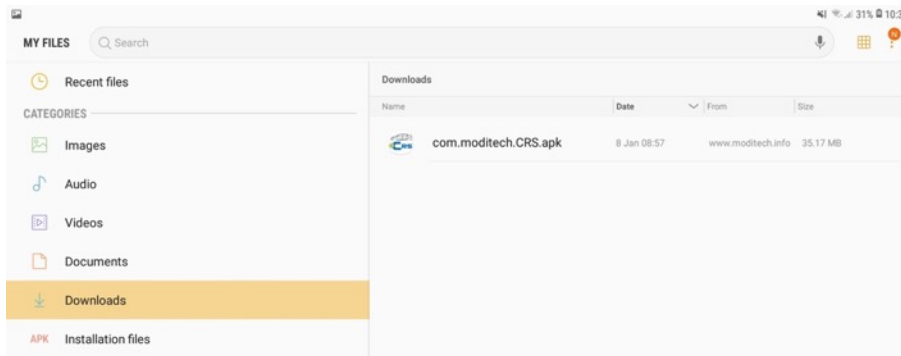 31% 10:3
MY FILES
Search
N
Recent files
CATEGORIES
Images
Audio
Videos
Documents
Downloads
APK Installation files
Downloads
Name Date From Size
CRS com.moditech.CRS.apk 8 Jan 08:57 www.moditech.info 35.17 MB